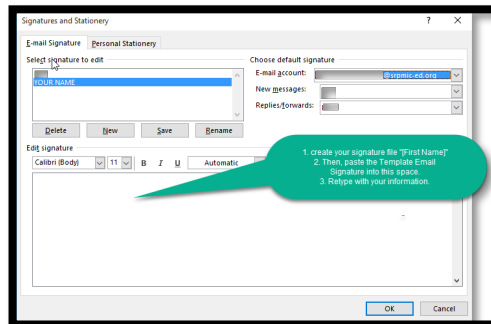 Signatures and Stationery
? ×
E-mail Signature Personal Stationery
Select signature to edit
Choose default signature
E-mail account: @srpmic-ed.org
YOUR NAME
New messages:
Replies/forwards:
Delete New Save Rename
Edit signature
Calibri (Body) 11 B I U Automatic
1. create your signature file "[First Name]"
2. Then, paste the Template Email
Signature into this space.
3. Retype with your information.
OK Cancel